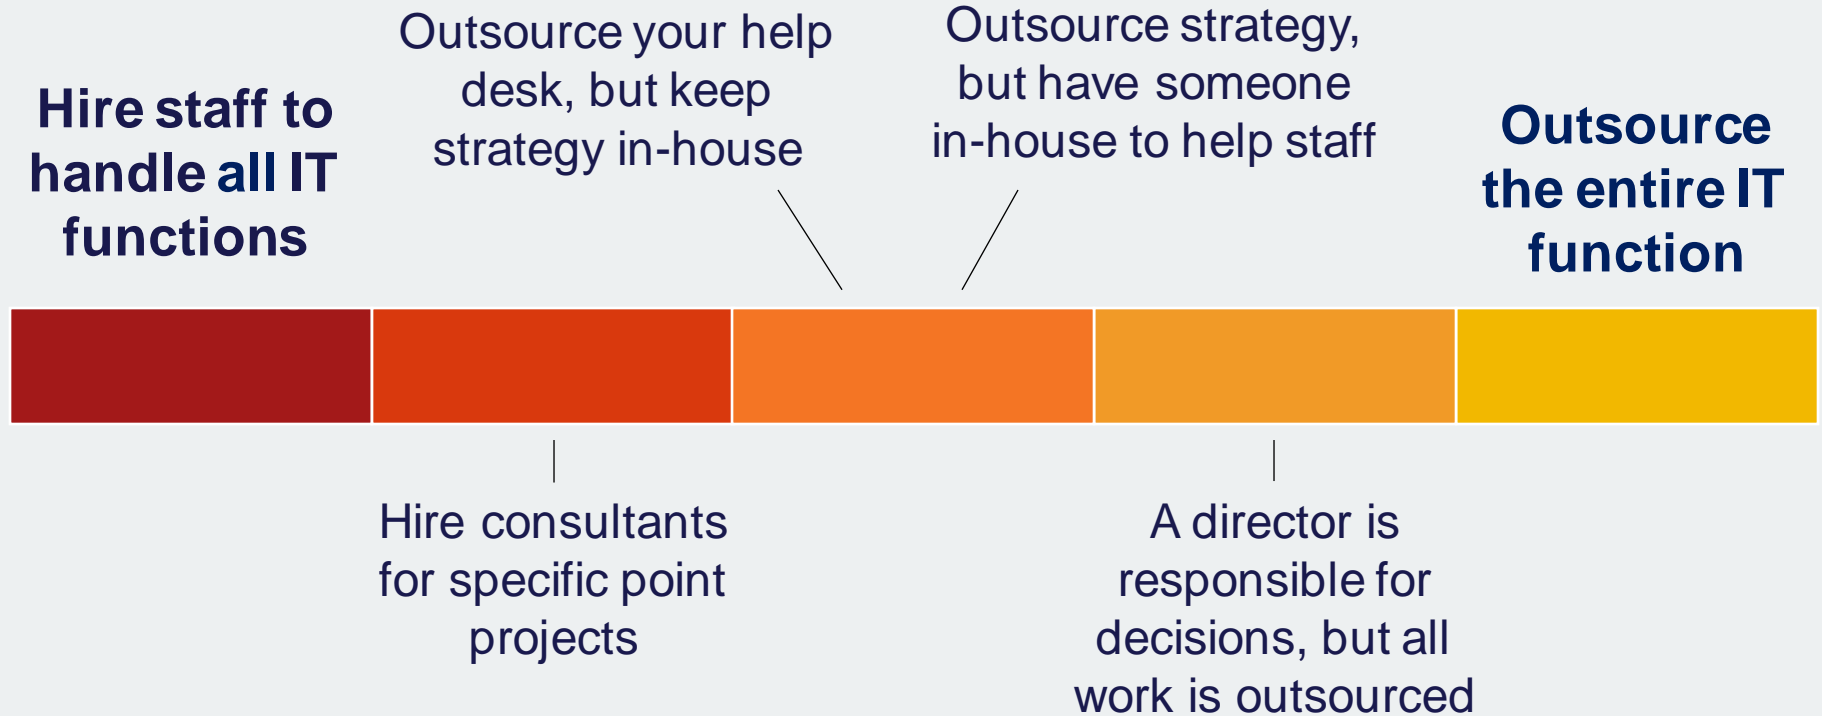 Hire staff to
handle all IT
functions
Outsource your help
desk, but keep
strategy in-house
Outsource strategy,
but have someone
in-house to help staff
Outsource
the entire IT
function
Hire consultants
for specific point
projects
A director is
responsible for
decisions, but all
work is outsourced